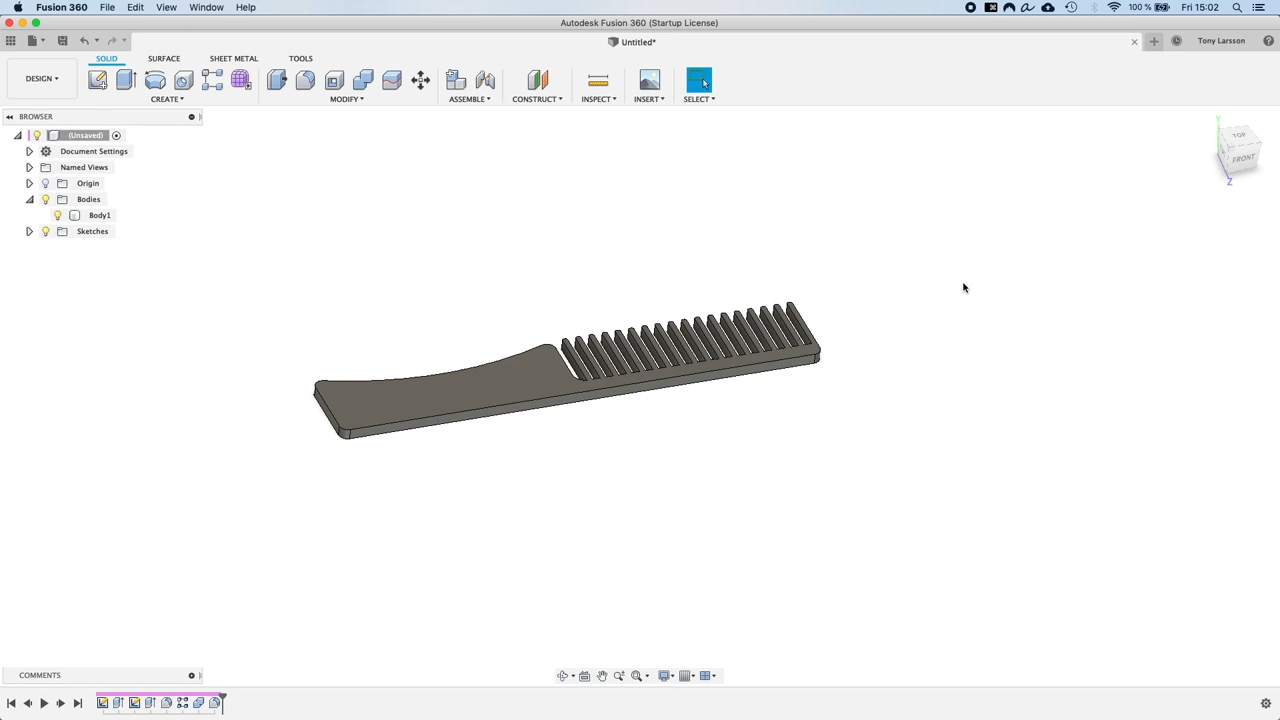 Fusion 360 File Edit View Window Help 100 % Fri 15:02
Autodesk Fusion 360 (Startup License)
Untitled* Tony Larsson
SOLID SURFACE SHEET METAL TOOLS
DESIGN
CREATE MODIFY ASSEMBLE CONSTRUCT INSPECT INSERT SELECT
BROWSER
(Unsaved)
Document Settings
Named Views
Origin
Bodies
Body1
Sketches
Y
TOP
FRONT
Z
COMMENTS